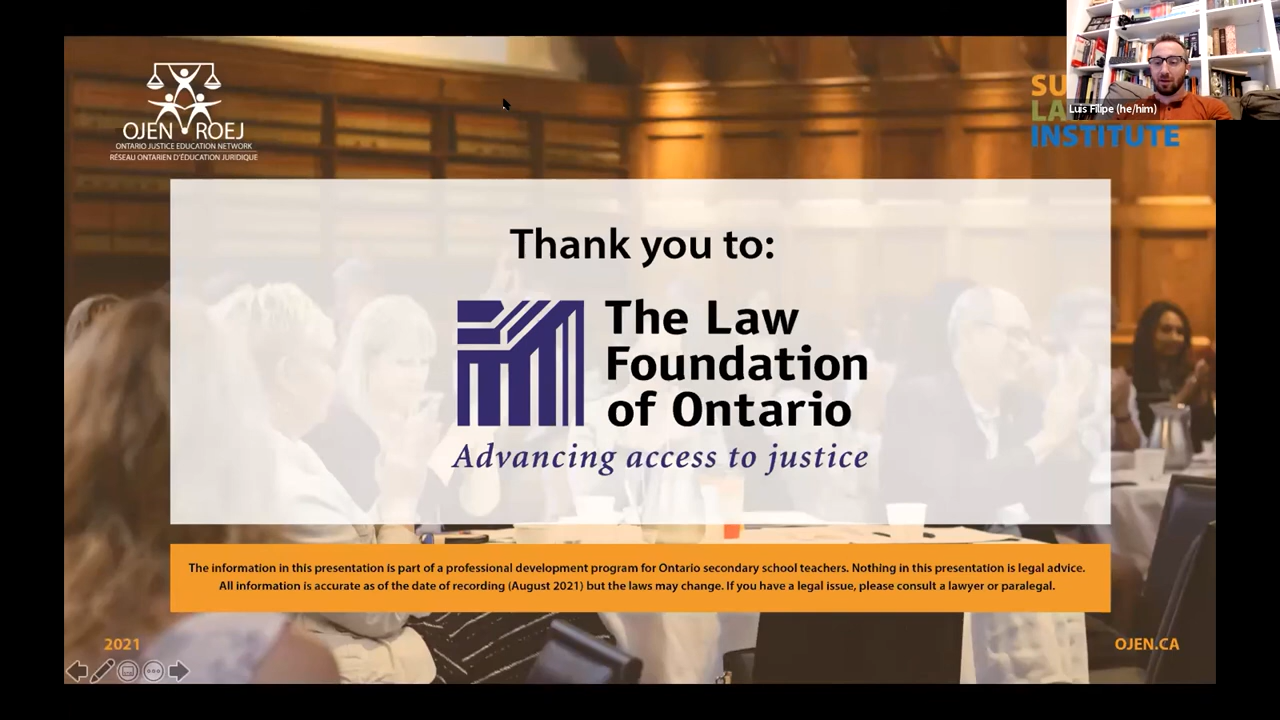 OJEN ROEJ
ONTARIO JUSTICE EDUCATION NETWORK
RÉSEAU ONTARIEN D'ÉDUCATION JURIDIQUE
SU
LA
INSTITUTE
Luis Filipe (he/him)
Thank you to:
The Law
Foundation
of Ontario
Advancing access to justice
The information in this presentation is part of a professional development program for Ontario secondary school teachers. Nothing in this presentation is legal advice.
All information is accurate as of the date of recording (August 2021) but the laws may change. If you have a legal issue, please consult a lawyer or paralegal.
2021
OJEN.CA